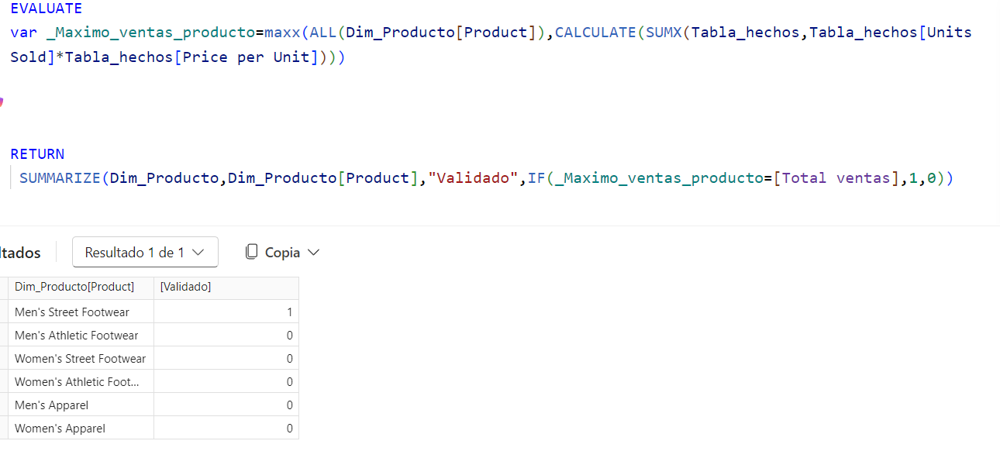 EVALUATE
var _Maximo_ventas_producto=maxx(ALL(Dim_Producto[Product]),CALCULATE(SUMX(Tabla_hechos,Tabla_hechos[Units
Sold]*Tabla_hechos[Price per Unit])))
RETURN
SUMMARIZE(Dim_Producto,Dim_Producto[Product],"Validado",IF(_Maximo_ventas_producto=[Total ventas],1,0))
ltados Resultado 1 de 1 Copia
Dim_Producto[Product] [Validado]
Men's Street Footwear 1
Men's Athletic Footwear 0
Women's Street Footwear 0
Women's Athletic Foot... 0
Men's Apparel 0
Women's Apparel 0